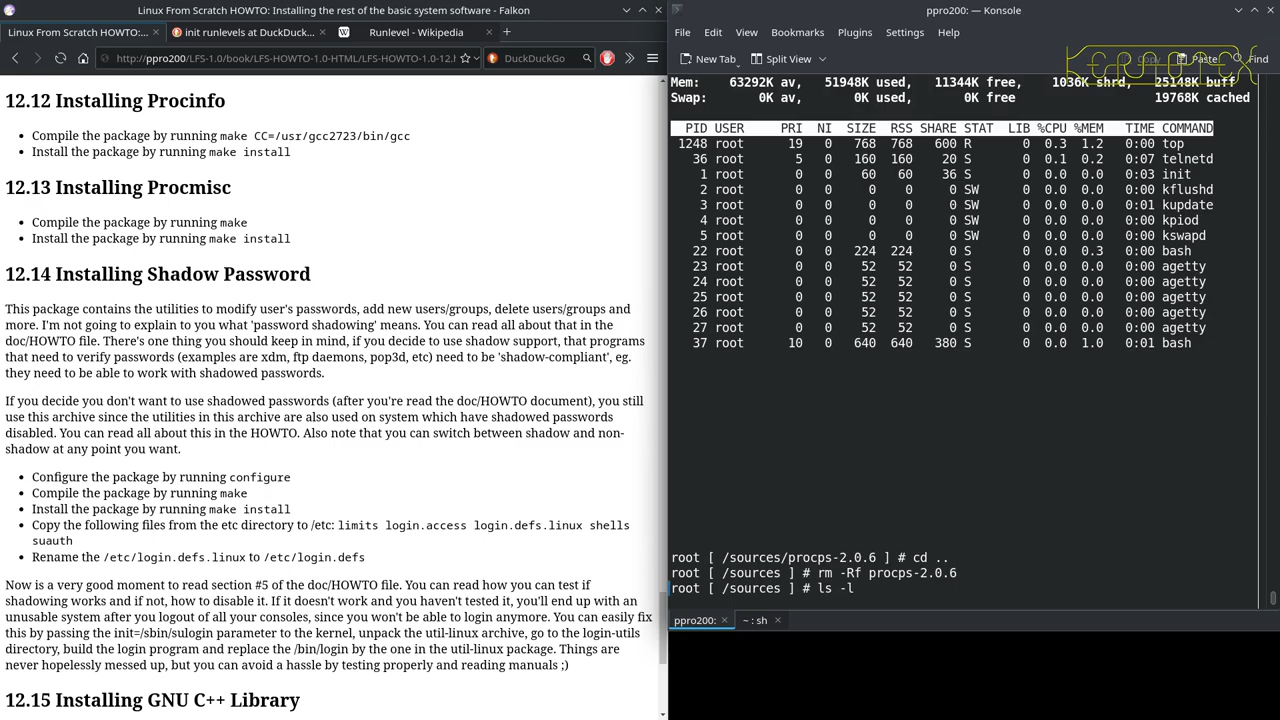 Linux From Scratch HOWTO: Installing the rest of the basic system software - Falkon
Linux From Scratch HOWTO:...
init runlevels at DuckDuck...
W Runlevel - Wikipedia
http://ppro200/LFS-1.0/book/LFS-HOWTO-1.0-HTML/LFS-HOWTO-1.0-12.
DuckDuckGo
12.12 Installing Procinfo
• Compile the package by running make CC=/usr/gcc2723/bin/gcc
• Install the package by running make install
12.13 Installing Procmisc
• Compile the package by running make
• Install the package by running make install
12.14 Installing Shadow Password
This package contains the utilities to modify user's passwords, add new users/groups, delete users/groups and
more. I'm not going to explain to you what 'password shadowing' means. You can read all about that in the
doc/HOWTO file. There's one thing you should keep in mind, if you decide to use shadow support, that programs
that need to verify passwords (examples are xdm, ftp daemons, pop3d, etc) need to be 'shadow-compliant', eg.
they need to be able to work with shadowed passwords.
If you decide you don't want to use shadowed passwords (after you're read the doc/HOWTO document), you still
use this archive since the utilities in this archive are also used on system which have shadowed passwords
disabled. You can read all about this in the HOWTO. Also note that you can switch between shadow and non-
shadow at any point you want.
• Configure the package by running configure
• Compile the package by running make
• Install the package by running make install
• Copy the following files from the etc directory to /etc: limits login.access login.defs.linux shells
suauth
• Rename the /etc/login.defs.linux to /etc/login.defs
Now is a very good moment to read section #5 of the doc/HOWTO file. You can read how you can test if
shadowing works and if not, how to disable it. If it doesn't work and you haven't tested it, you'll end up with an
unusable system after you logout of all your consoles, since you won't be able to login anymore. You can easily fix
this by passing the init=/sbin/sulogin parameter to the kernel, unpack the util-linux archive, go to the login-utils
directory, build the login program and replace the /bin/login by the one in the util-linux package. Things are
never hopelessly messed up, but you can avoid a hassle by testing properly and reading manuals ;)
12.15 Installing GNU C++ Library
ppro200: — Konsole
File Edit View Bookmarks Plugins Settings Help
New Tab Split View Copy Paste Find
Mem: 63292K av, 51948K used, 11344K free, 1036K shrd, 25148K buff
Swap: 0K av, 0K used, 0K free 19768K cached
PID USER PRI NI SIZE RSS SHARE STAT LIB %CPU %MEM TIME COMMAND
1248 root 19 0 768 768 600 R 0 0.3 1.2 0:00 top
36 root 5 0 160 160 20 S 0 0.1 0.2 0:07 telnetd
1 root 0 0 60 60 36 S 0 0.0 0.0 0:03 init
2 root 0 0 0 0 0 SW 0 0.0 0.0 0:00 kflushd
3 root 0 0 0 0 0 SW 0 0.0 0.0 0:01 kupdate
4 root 0 0 0 0 0 SW 0 0.0 0.0 0:00 kpiod
5 root 0 0 0 0 0 SW 0 0.0 0.0 0:00 kswapd
22 root 0 0 224 224 0 S 0 0.0 0.3 0:00 bash
23 root 0 0 52 52 0 S 0 0.0 0.0 0:00 agetty
24 root 0 0 52 52 0 S 0 0.0 0.0 0:00 agetty
25 root 0 0 52 52 0 S 0 0.0 0.0 0:00 agetty
26 root 0 0 52 52 0 S 0 0.0 0.0 0:00 agetty
27 root 0 0 52 52 0 S 0 0.0 0.0 0:00 agetty
37 root 10 0 640 640 380 S 0 0.0 1.0 0:01 bash
root [ /sources/procps-2.0.6 ] # cd ..
root [ /sources ] # rm -Rf procps-2.0.6
root [ /sources ] # ls -l
ppro200: ~ : sh